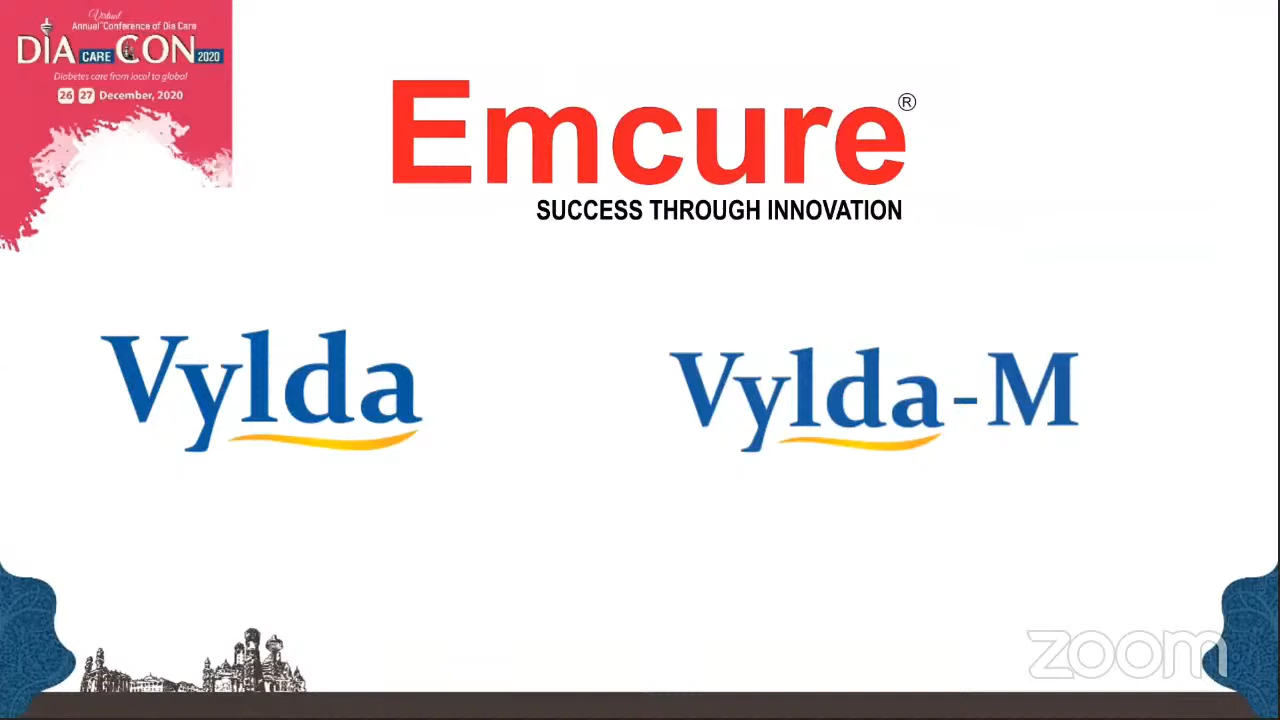 Virtual
Annual Conference of Dia Care
DIA CARE CON 2020
Diabetes care from local to global
26 27 December, 2020
Emcure®
SUCCESS THROUGH INNOVATION
Vylda
Vylda-M
zoom